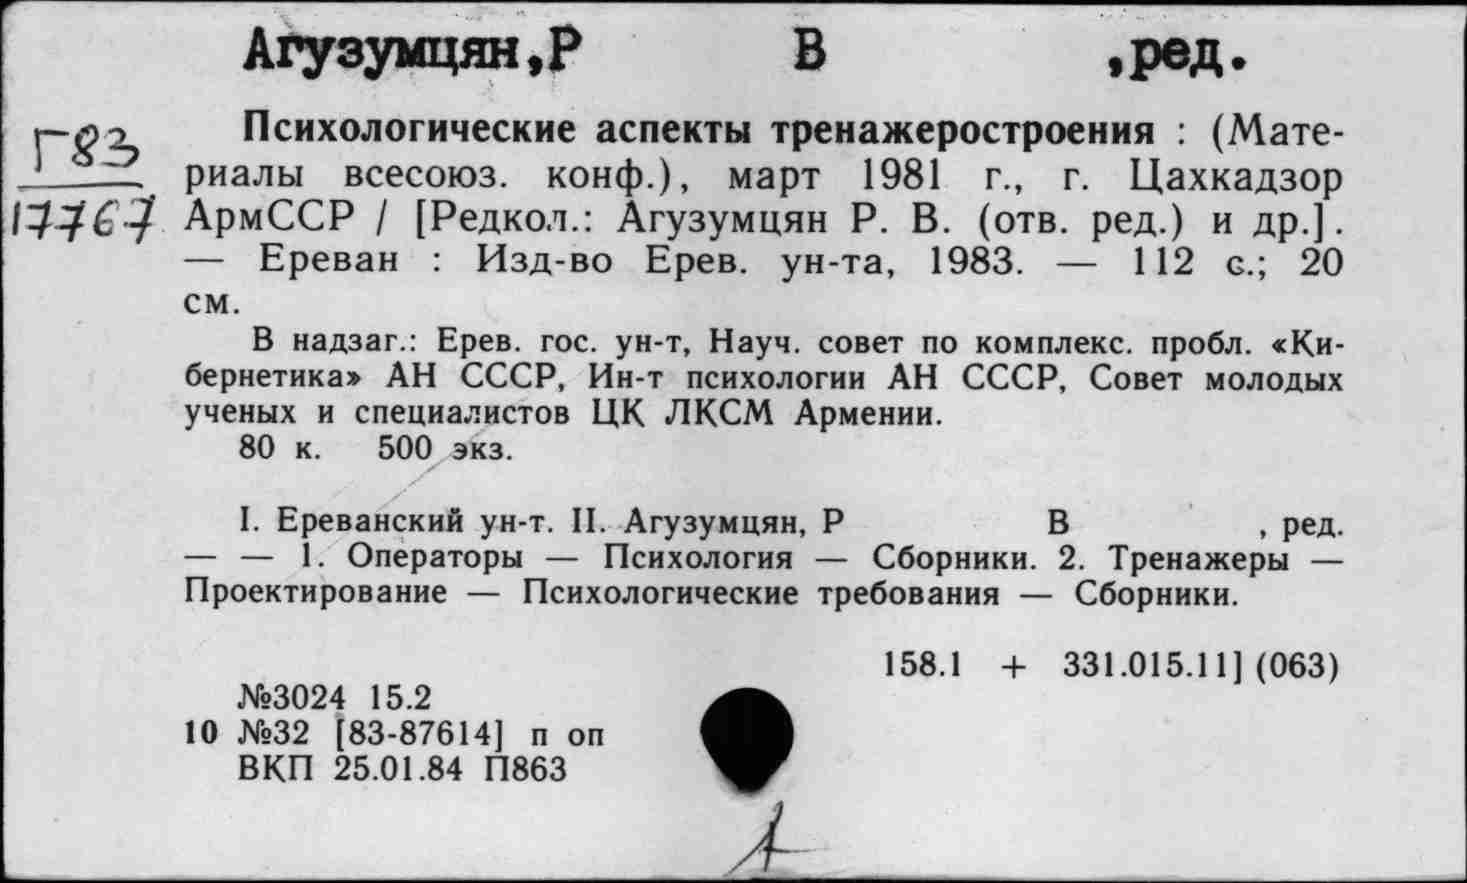 Агузумцян,Р В ,ред.
Г83
17767
Психологические аспекты тренажеростроения : (Мате-
риалы всесоюз. конф.), март 1981 г., г. Цахкадзор
АрмССР / [Редкол.: Агузумцян Р. В. (отв. ред.) и др.].
— Ереван : Изд-во Ерев. ун-та, 1983. — 112 с.; 20
см.
В надзаг.: Ерев. гос. ун-т, Науч. совет по комплекс. пробл. «Ки-
бернетика» АН СССР, Ин-т психологии АН СССР, Совет молодых
ученых и специалистов ЦК ЛКСМ Армении.
80 к. 500 экз.
I. Ереванский ун-т. II. Агузумцян, Р В , ред.
— — 1. Операторы — Психология — Сборники. 2. Тренажеры —
Проектирование — Психологические требования — Сборники.
158.1 + 331.015.11] (063)
№3024 15.2
10 №32 [83-87614] п оп
ВКП 25.01.84 П863